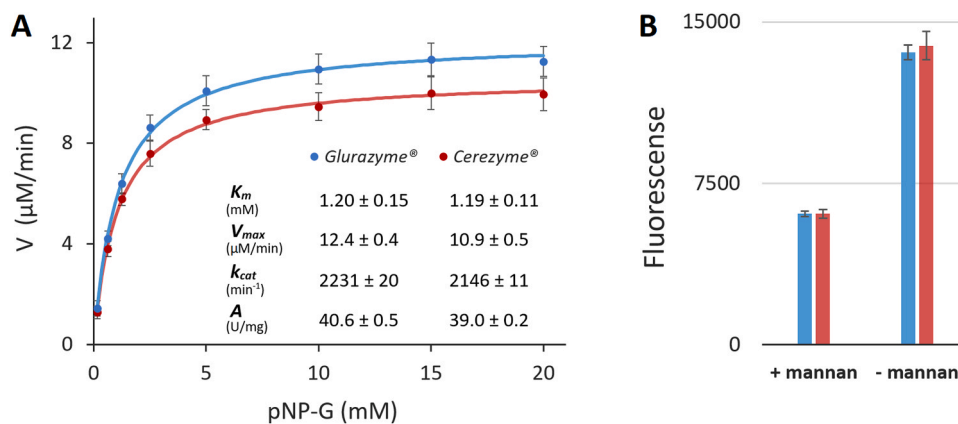 A
V (µM/min)
12
8
4
0
0 5 10 15 20
pNP-G (mM)
Glurazyme® Cerezyme®
Km (mM) 1.20 ± 0.15 1.19 ± 0.11
Vmax (µM/min) 12.4 ± 0.4 10.9 ± 0.5
kcat (min-1) 2231 ± 20 2146 ± 11
A (U/mg) 40.6 ± 0.5 39.0 ± 0.2
B
Fluorescense
15000
7500
0
+ mannan - mannan